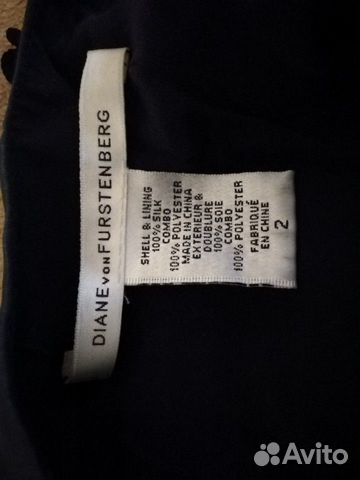 DIANE von FURSTENBERG
SHELL & LINING
100% SILK
COMBO
100% POLYESTER
MADE IN CHINA
EXTERIEUR &
DOUBLURE
100% SOIE
COMBO
100% POLYESTER
FABRIQUÉ
EN CHINE
2
Avito